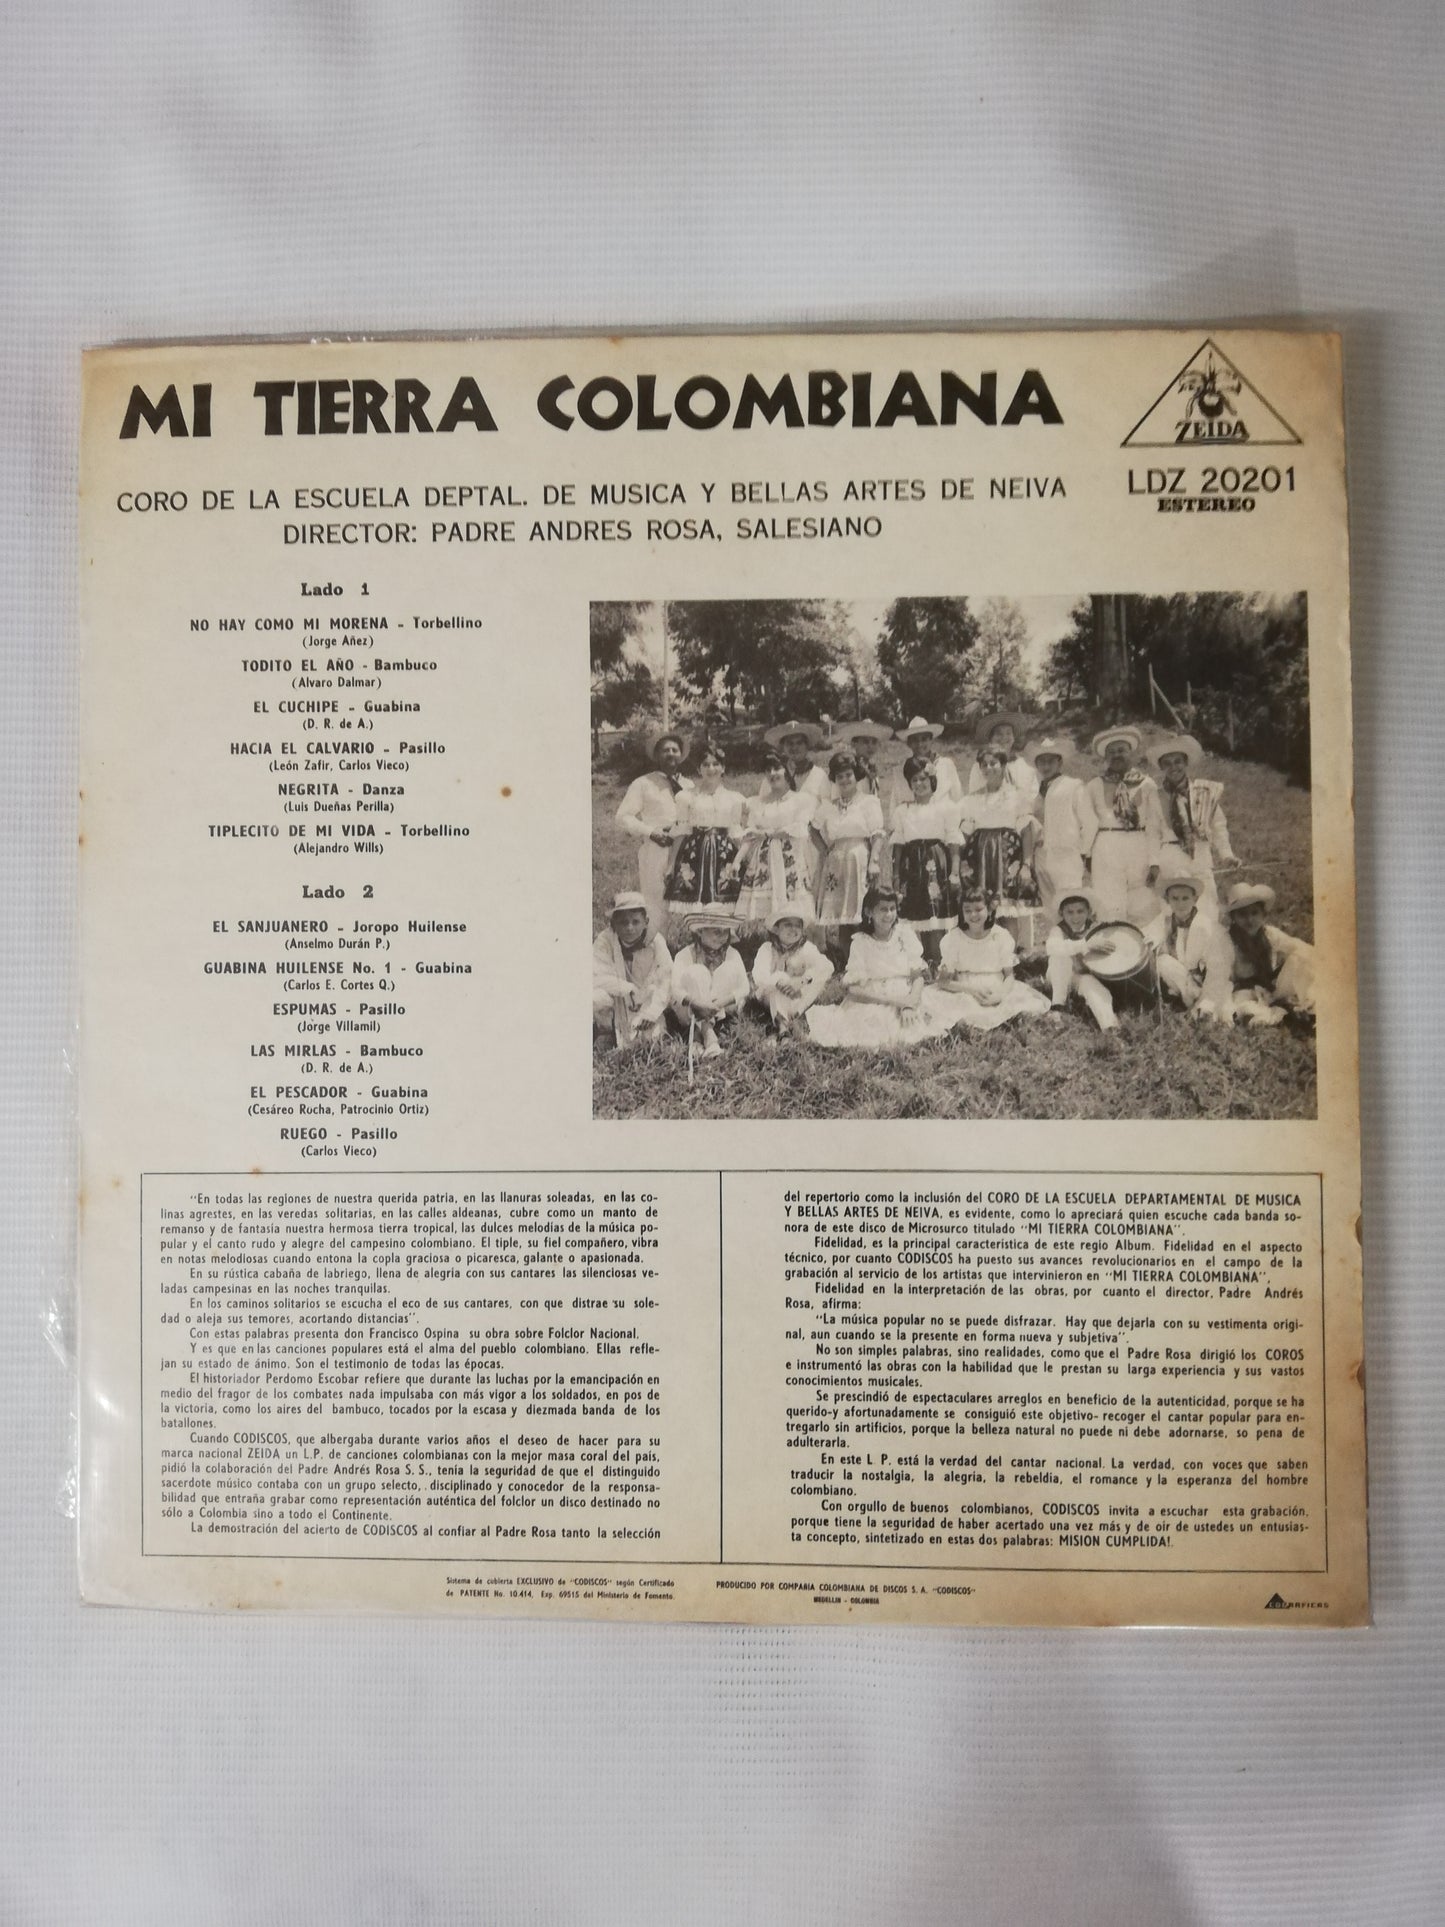 MI TIERRA COLOMBIANA
ZEIDA
CORO DE LA ESCUELA DEPTAL. DE MUSICA Y BELLAS ARTES DE NEIVA
DIRECTOR: PADRE ANDRES ROSA, SALESIANO
LDZ 20201
ESTEREO
Lado 1
NO HAY COMO MI MORENA - Torbellino
(Jorge Añez)
TODITO EL AÑO - Bambuco
(Alvaro Dalmar)
EL CUCHIPE - Guabina
(D. R. de A.)
HACIA EL CALVARIO - Pasillo
(León Zafir, Carlos Vieco)
NEGRITA - Danza
(Luis Dueñas Perilla)
TIPLECITO DE MI VIDA - Torbellino
(Alejandro Wills)
Lado 2
EL SANJUANERO - Joropo Huilense
(Anselmo Durán P.)
GUABINA HUILENSE No. 1 - Guabina
(Carlos E. Cortes Q.)
ESPUMAS - Pasillo
(Jorge Villamil)
LAS MIRLAS - Bambuco
(D. R. de A.)
EL PESCADOR - Guabina
(Cesáreo Rocha, Patrocinio Ortiz)
RUEGO - Pasillo
(Carlos Vieco)
"En todas las regiones de nuestra querida patria, en las llanuras soleadas, en las co-
linas agrestes, en las veredas solitarias, en las calles aldeanas, cubre como un manto de
remanso y de fantasía nuestra hermosa tierra tropical, las dulces melodías de la música po-
pular y el canto rudo y alegre del campesino colombiano. El tiple, su fiel compañero, vibra
en notas melodiosas cuando entona la copla graciosa o picaresca, galante o apasionada.
En su rústica cabaña de labriego, llena de alegría con sus cantares las silenciosas ve-
ladas campesinas en las noches tranquilas.
En los caminos solitarios se escucha el eco de sus cantares, con que distrae su sole-
dad o aleja sus temores, acortando distancias".
Con estas palabras presenta don Francisco Ospina su obra sobre Folclor Nacional.
Y es que en las canciones populares está el alma del pueblo colombiano. Ellas refle-
jan su estado de ánimo. Son el testimonio de todas las épocas.
El historiador Perdomo Escobar refiere que durante las luchas por la emancipación en
medio del fragor de los combates nada impulsaba con más vigor a los soldados, en pos de
la victoria, como los aires del bambuco, tocados por la escasa y diezmada banda de los
batallones.
Cuando CODISCOS, que albergaba durante varios años el deseo de hacer para su
marca nacional ZEIDA un L.P. de canciones colombianas con la mejor masa coral del país,
pidió la colaboración del Padre Andrés Rosa S. S., tenía la seguridad de que el distinguido
sacerdote músico contaba con un grupo selecto, disciplinado y conocedor de la responsa-
bilidad que entraña grabar como representación auténtica del folclor un disco destinado no
sólo a Colombia sino a todo el Continente.
La demostración del acierto de CODISCOS al confiar al Padre Rosa tanto la selección
del repertorio como la inclusión del CORO DE LA ESCUELA DEPARTAMENTAL DE MUSICA
Y BELLAS ARTES DE NEIVA, es evidente, como lo apreciará quien escuche cada banda so-
nora de este disco de Microsurco titulado "MI TIERRA COLOMBIANA".
Fidelidad, es la principal característica de este regio Album. Fidelidad en el aspecto
técnico, por cuanto CODISCOS ha puesto sus avances revolucionarios en el campo de la
grabación al servicio de los artistas que intervinieron en "MI TIERRA COLOMBIANA".
Fidelidad en la interpretación de las obras, por cuanto el director, Padre Andrés
Rosa, afirma:
"La música popular no se puede disfrazar. Hay que dejarla con su vestimenta origi-
nal, aun cuando se la presente en forma nueva y subjetiva".
No son simples palabras, sino realidades, como que el Padre Rosa dirigió los COROS
e instrumentó las obras con la habilidad que le prestan su larga experiencia y sus vastos
conocimientos musicales.
Se prescindió de espectaculares arreglos en beneficio de la autenticidad, porque se ha
querido-y afortunadamente se consiguió este objetivo- recoger el cantar popular para en-
tregarlo sin artificios, porque la belleza natural no puede ni debe adornarse, so pena de
adulterarla.
En este L P. está la verdad del cantar nacional. La verdad, con voces que saben
traducir la nostalgia, la alegría, la rebeldía, el romance y la esperanza del hombre
colombiano.
Con orgullo de buenos colombianos, CODISCOS invita a escuchar esta grabación,
porque tiene la seguridad de haber acertado una vez más y de oir de ustedes un entusias-
ta concepto, sintetizado en estas dos palabras: MISION CUMPLIDA!.
Sistema de cubierta EXCLUSIVO de "CODISCOS" según Certificado
de PATENTE No. 10.414, Exp. 69515 del Ministerio de Fomento.
PRODUCIDO POR COMPAÑIA COLOMBIANA DE DISCOS S. A. "CODISCOS"
MEDELLIN - COLOMBIA